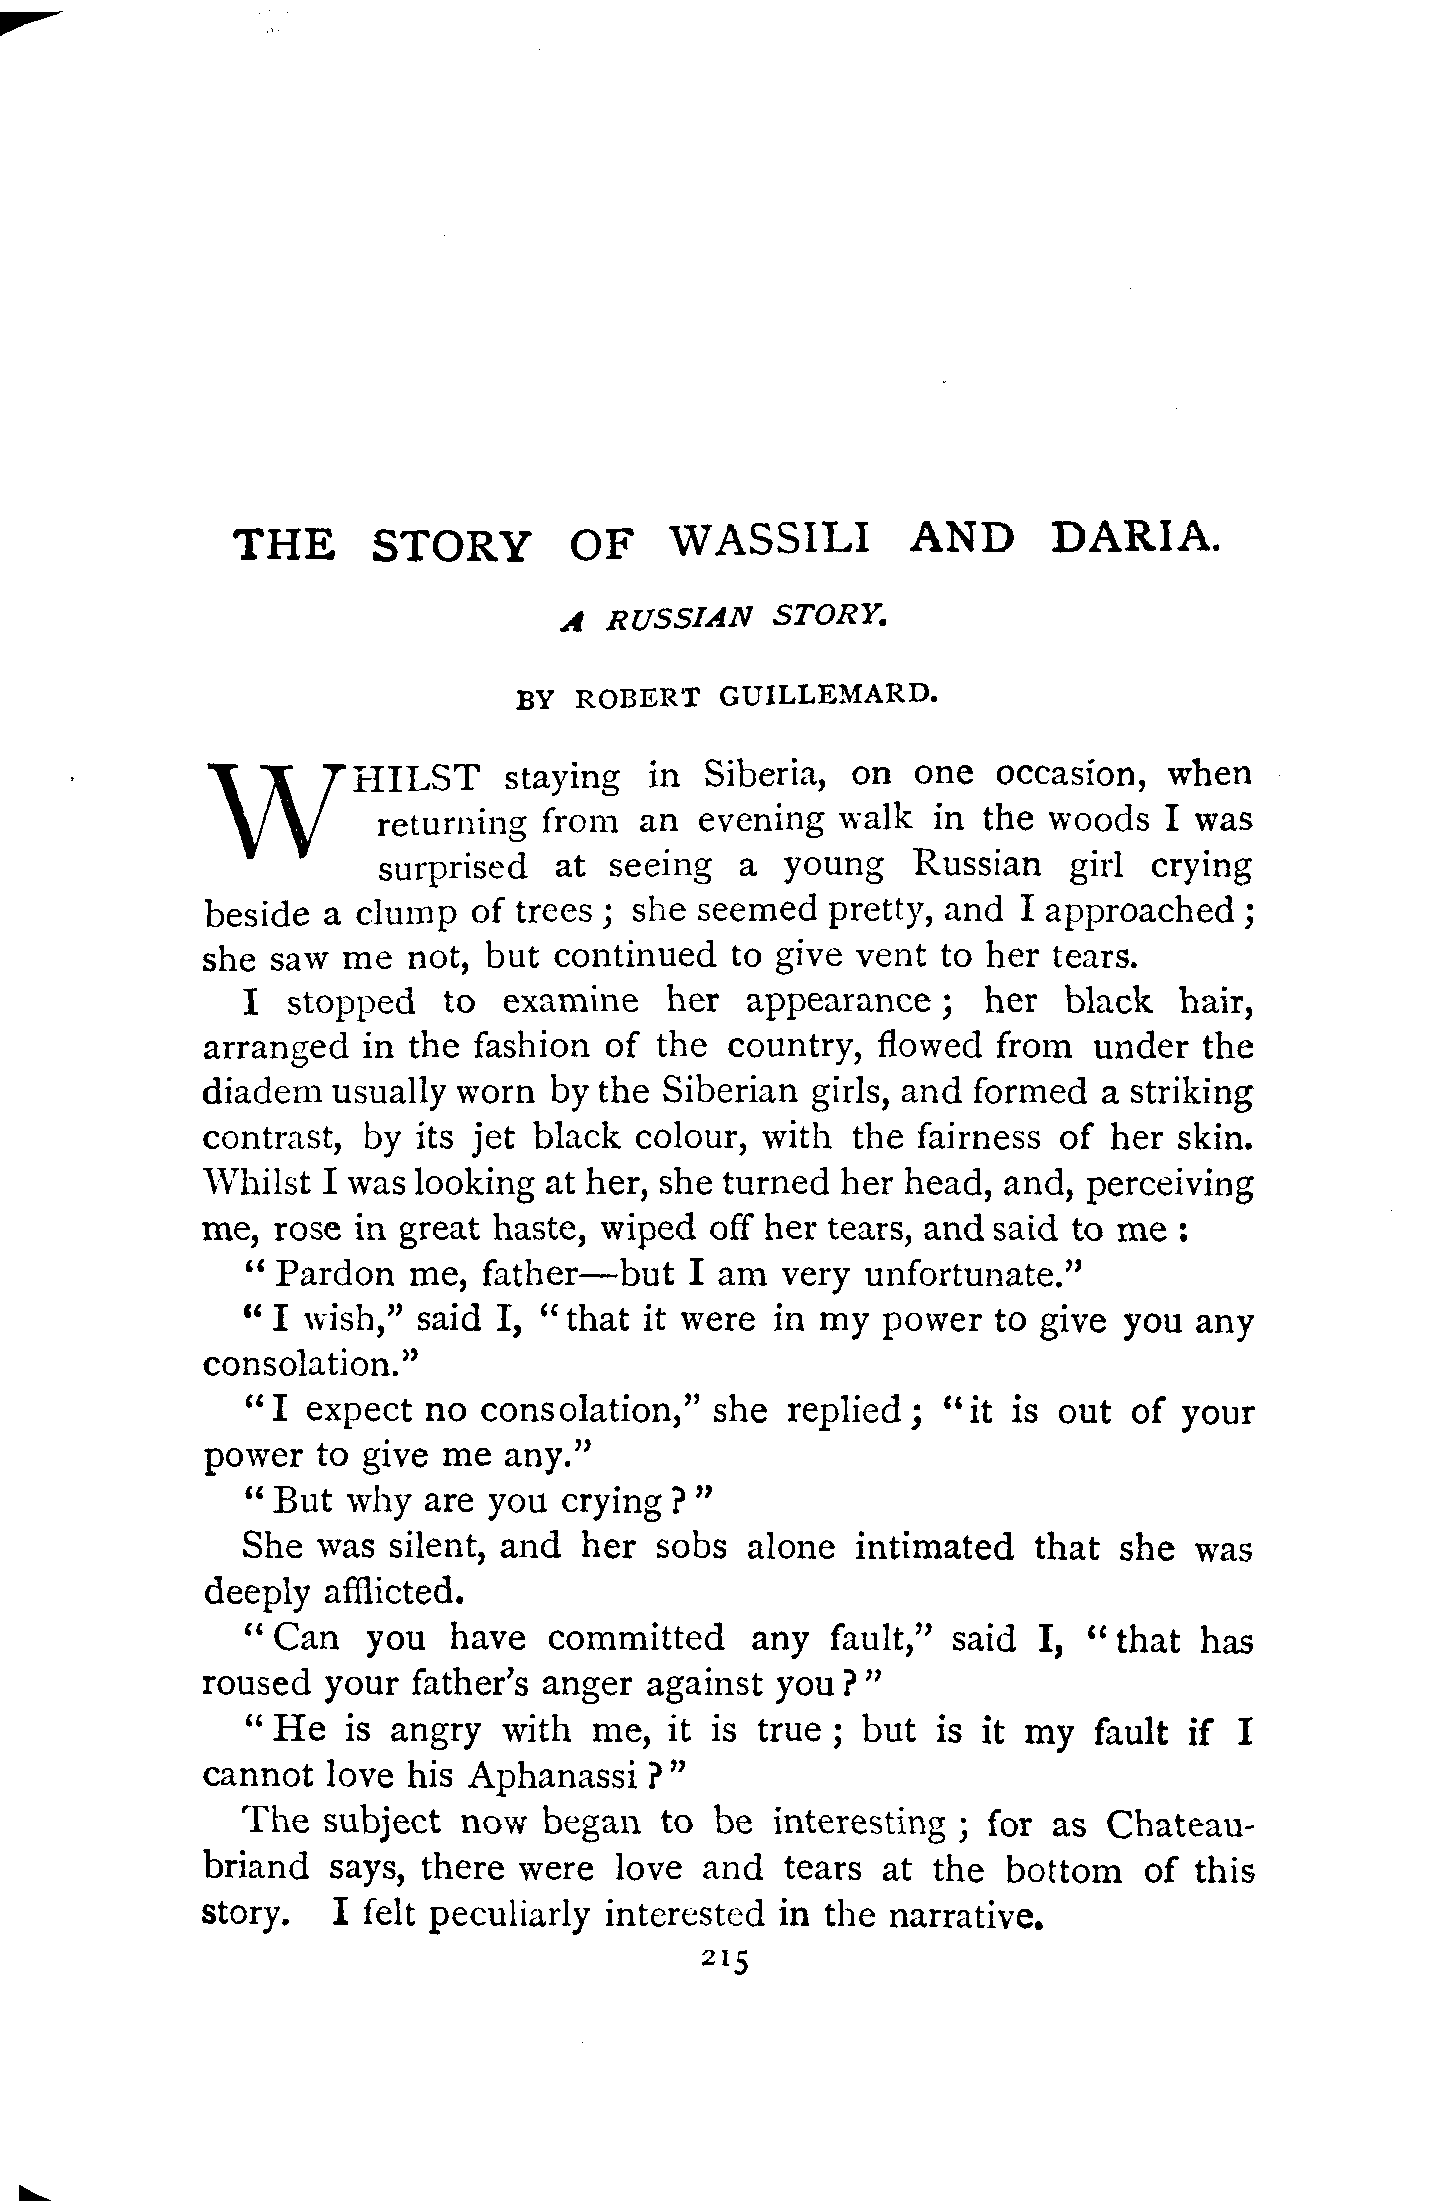 THE STORY OF WASSILI AND DARIA.
A RUSSIAN STORY.
BY ROBERT GUILLEMARD.
WHILST staying in Siberia, on one occasion, when
returning from an evening walk in the woods I was
surprised at seeing a young Russian girl crying
beside a clump of trees ; she seemed pretty, and I approached ;
she saw me not, but continued to give vent to her tears.
I stopped to examine her appearance ; her black hair,
arranged in the fashion of the country, flowed from under the
diadem usually worn by the Siberian girls, and formed a striking
contrast, by its jet black colour, with the fairness of her skin.
Whilst I was looking at her, she turned her head, and, perceiving
me, rose in great haste, wiped off her tears, and said to me :
“ Pardon me, father—but I am very unfortunate.”
“ I wish,” said I, “ that it were in my power to give you any
consolation.”
“ I expect no consolation,” she replied ; “ it is out of your
power to give me any.”
“ But why are you crying ? ”
She was silent, and her sobs alone intimated that she was
deeply afflicted.
“ Can you have committed any fault,” said I, “ that has
roused your father’s anger against you ? ”
“ He is angry with me, it is true ; but is it my fault if I
cannot love his Aphanassi ? ”
The subject now began to be interesting ; for as Chateau-
briand says, there were love and tears at the bottom of this
story. I felt peculiarly interested in the narrative.
215